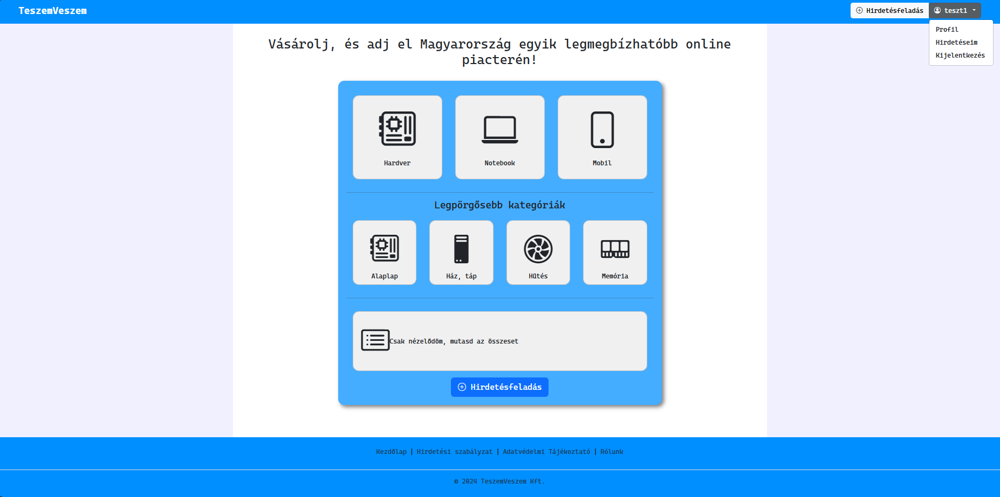 TeszemVeszem
Hirdetésfeladás
teszt1
Profil
Hirdetéseim
Kijelentkezés
Vásárolj, és adj el Magyarország egyik legmegbízhatóbb online
piacterén!
Hardver
Notebook
Mobil
Legpörgősebb kategóriák
Alaplap
Ház, táp
Hűtés
Memória
Csak nézelődöm, mutasd az összeset
Hirdetésfeladás
Kezdőlap | Hirdetési szabályzat | Adatvédelmi Tájékoztató | Rólunk
© 2024 TeszemVeszem Kft.